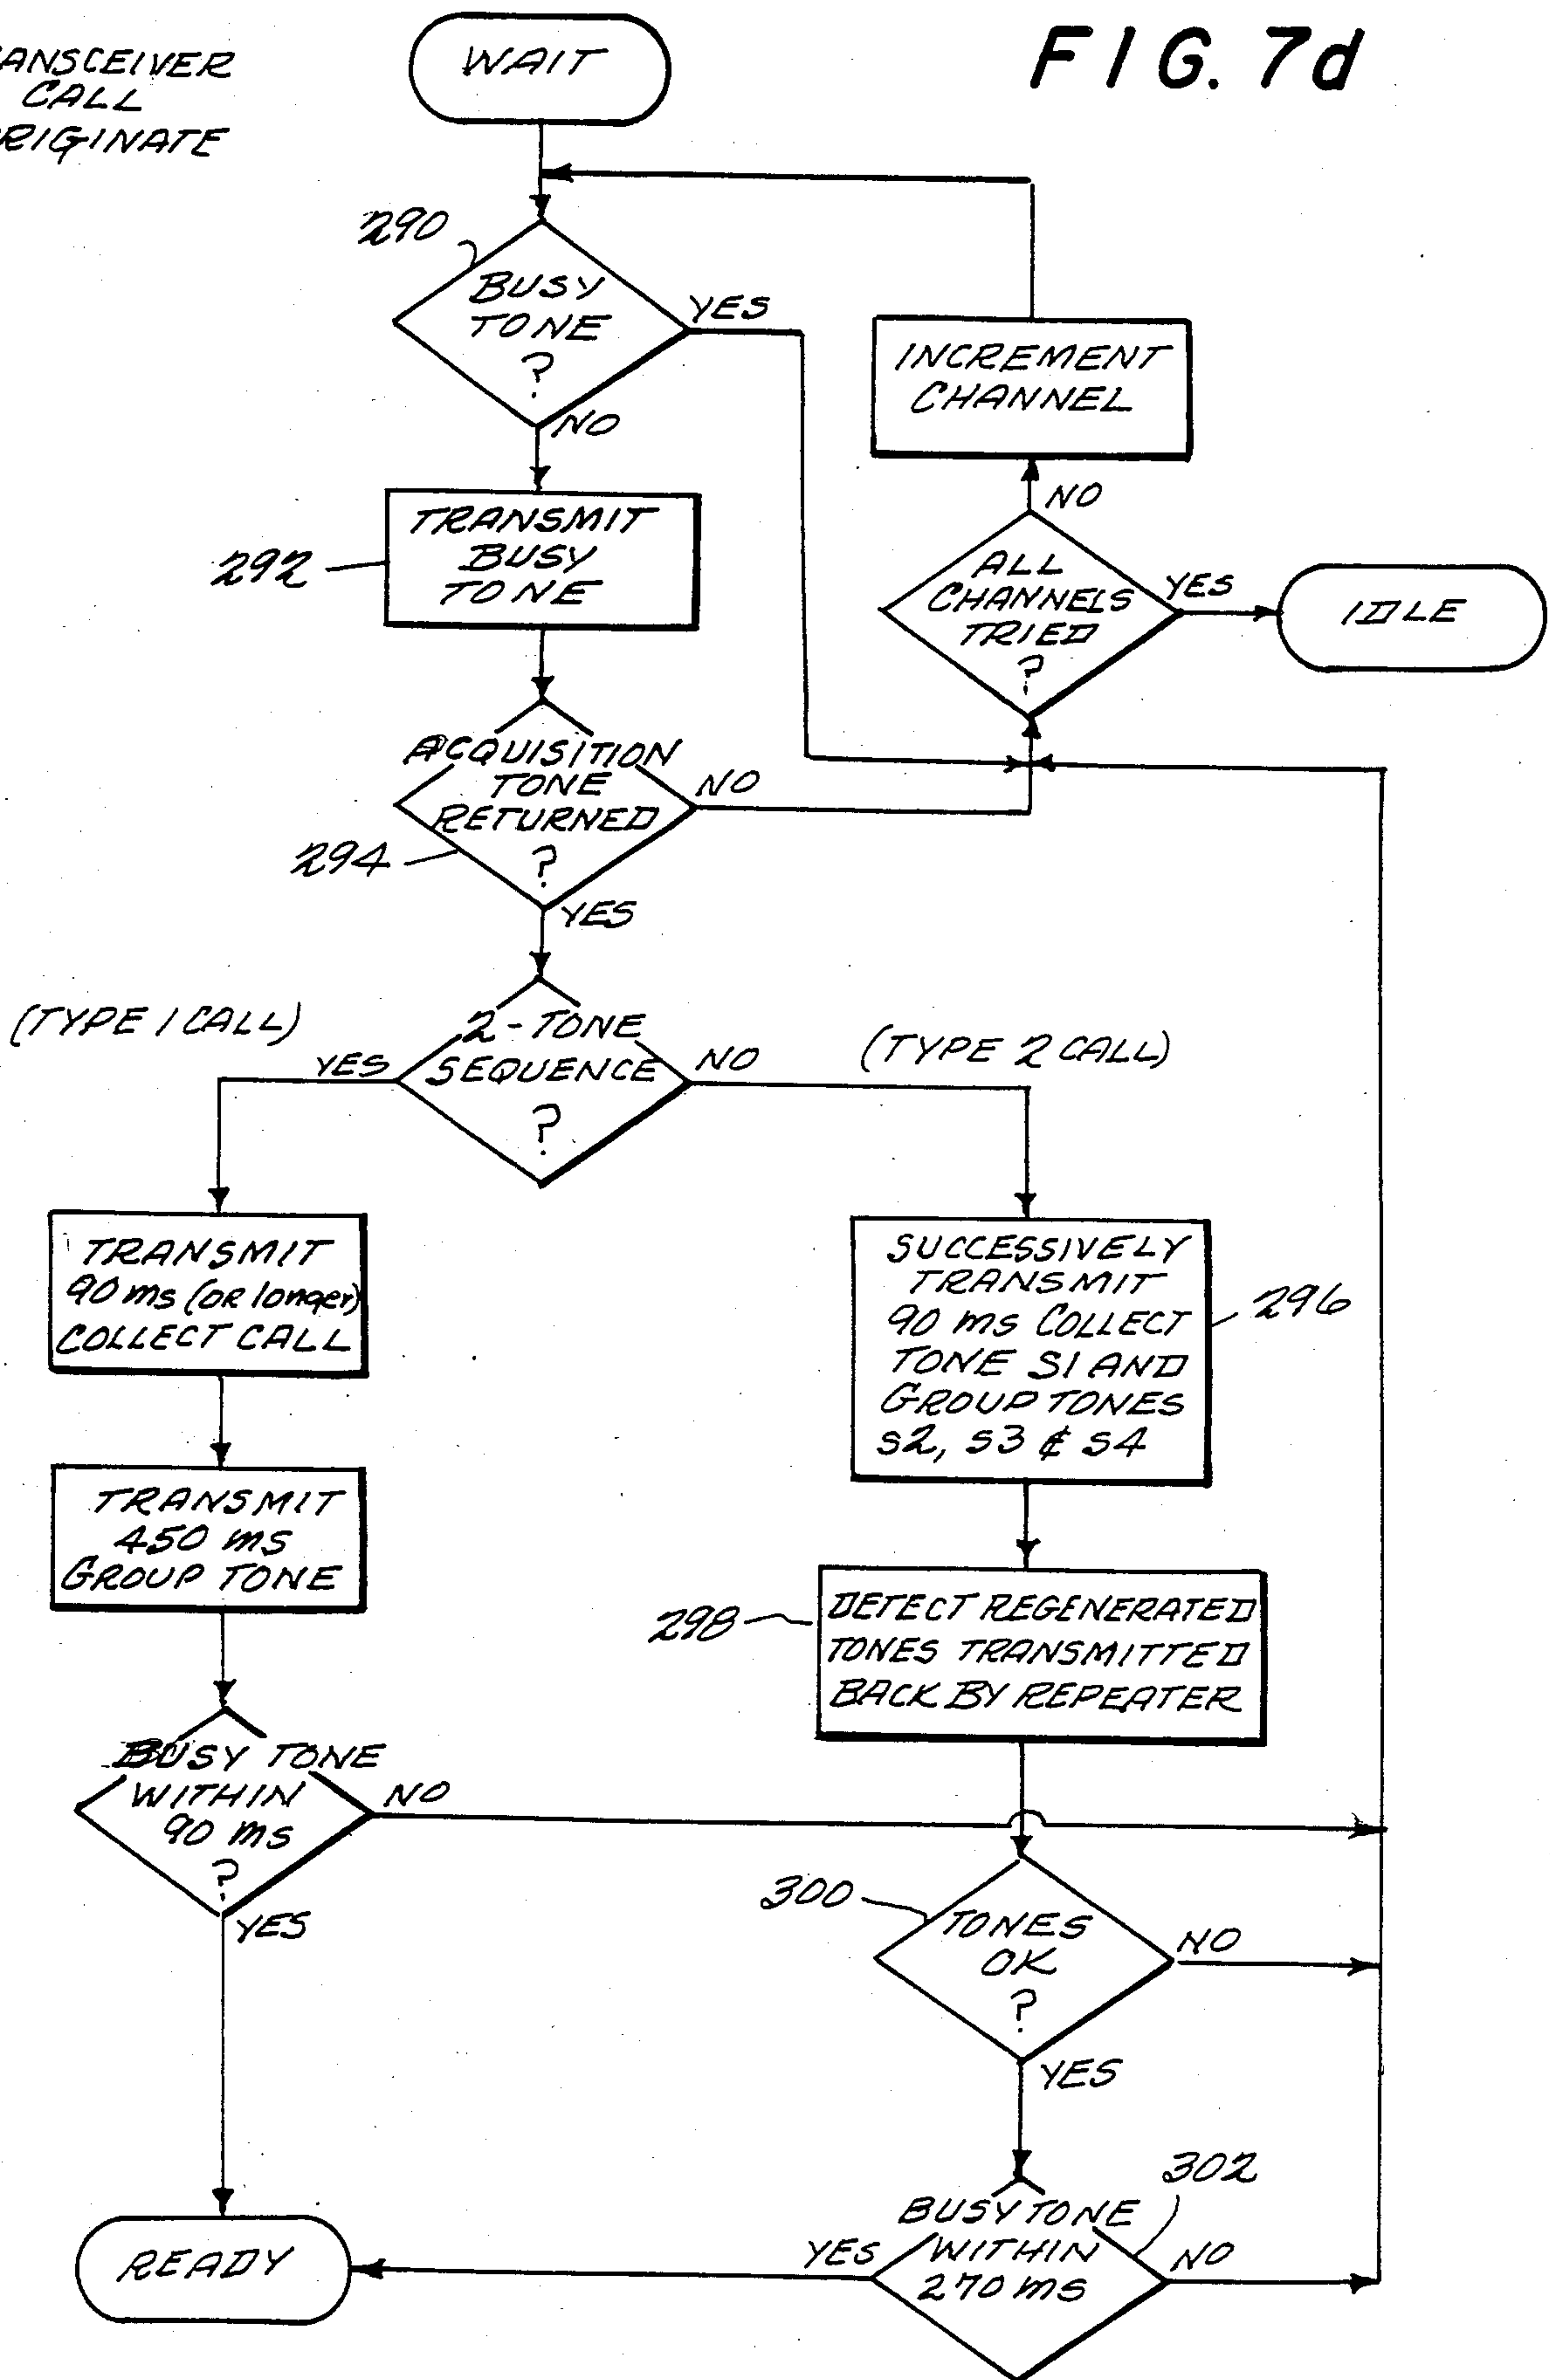 ANSCEIVER
CALL
RIGINATE
FIG. 7d
WAIT
290
BUSY
TONE
?
YES
NO
INCREMENT
CHANNEL
NO
292
TRANSMIT
BUSY
TONE
ALL
CHANNELS
TRIED
?
YES
IDLE
ACQUISITION
TONE
RETURNED
?
NO
294
YES
(TYPE 1 CALL)
2-TONE
SEQUENCE
?
YES
NO
(TYPE 2 CALL)
TRANSMIT
90 ms (OR longer)
COLLECT CALL
SUCCESSIVELY
TRANSMIT
90 ms COLLECT
TONE S1 AND
GROUP TONES
s2, s3 & s4
296
TRANSMIT
450 ms
GROUP TONE
298
DETECT REGENERATED
TONES TRANSMITTED
BACK BY REPEATER
BUSY TONE
WITHIN
90 ms
?
NO
YES
300
TONES
OK
?
NO
YES
302
BUSY TONE
WITHIN
270 ms
YES
NO
READY